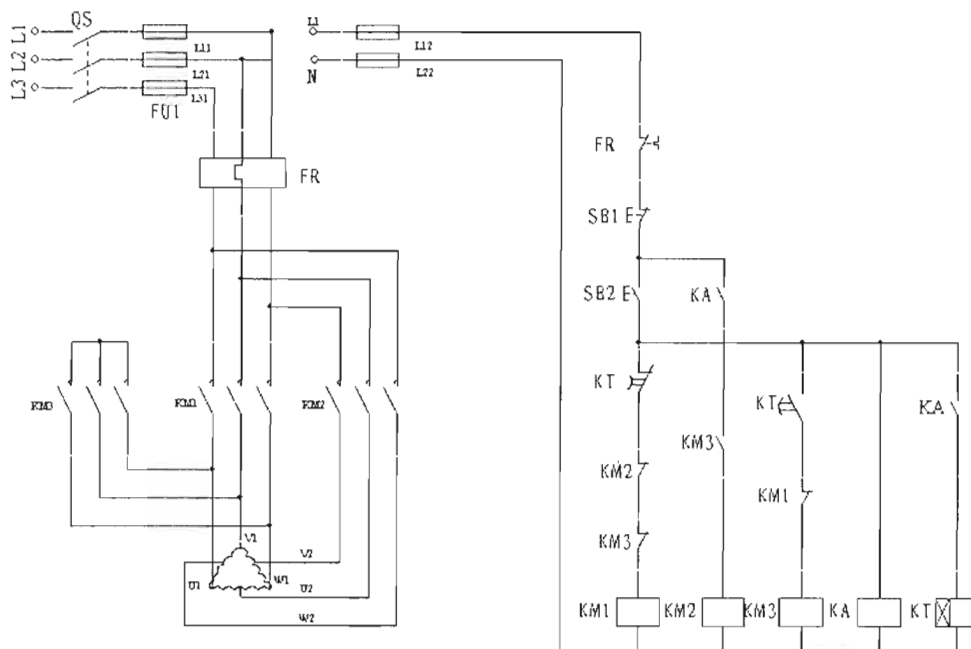 QS
L1
L2
L3
L11
L21
L31
FU1
L1
N
L12
L22
FR
FR
SB1 E
SB2 E
KA
KT
KT
KA
KM3
KM1
KM2
KM3
KM2
KM1
KM3
V1
V2
U1
W1
U2
W2
KM1
KM2
KM3
KA
KT